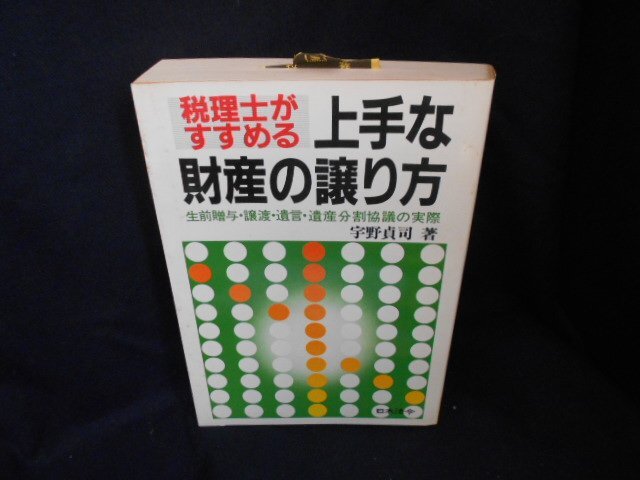 税理士が
すすめる
上手な
財産の譲り方
生前贈与・譲渡・遺言・遺産分割協議の実際
宇野貞司 著
日本法令